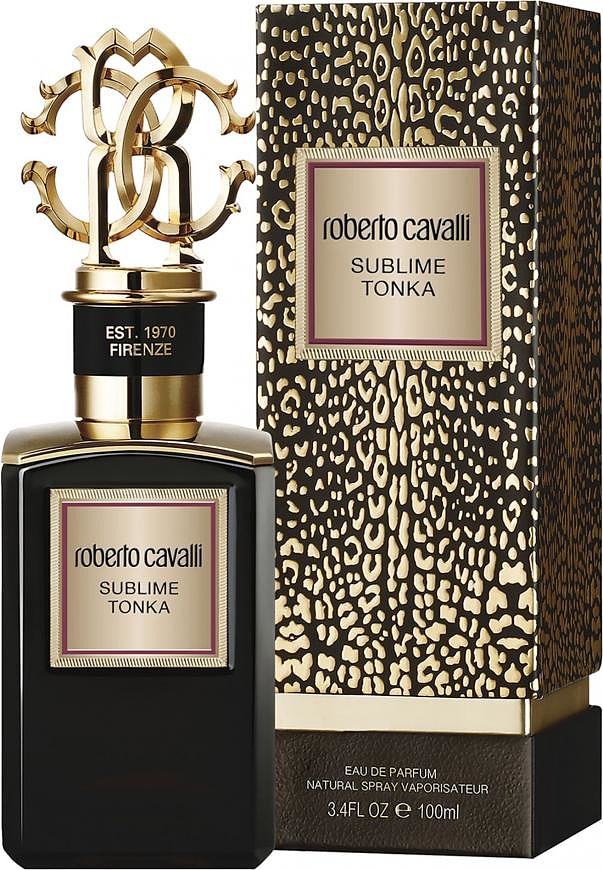 EST. 1970
FIRENZE
roberto cavalli
SUBLIME
TONKA
roberto cavalli
SUBLIME
TONKA
EAU DE PARFUM
NATURAL SPRAY VAPORISATEUR
3.4FL OZ ℮ 100ml